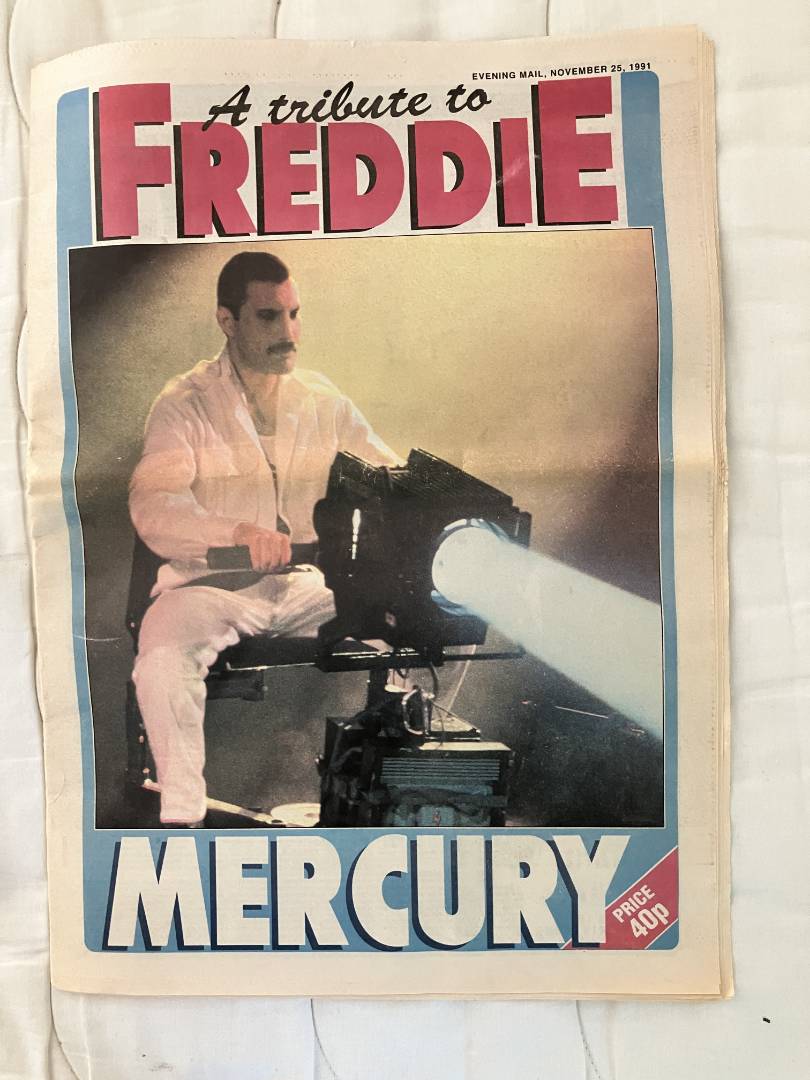 EVENING MAIL, NOVEMBER 25, 1991
A tribute to
FREDDIE
MERCURY
PRICE
40p